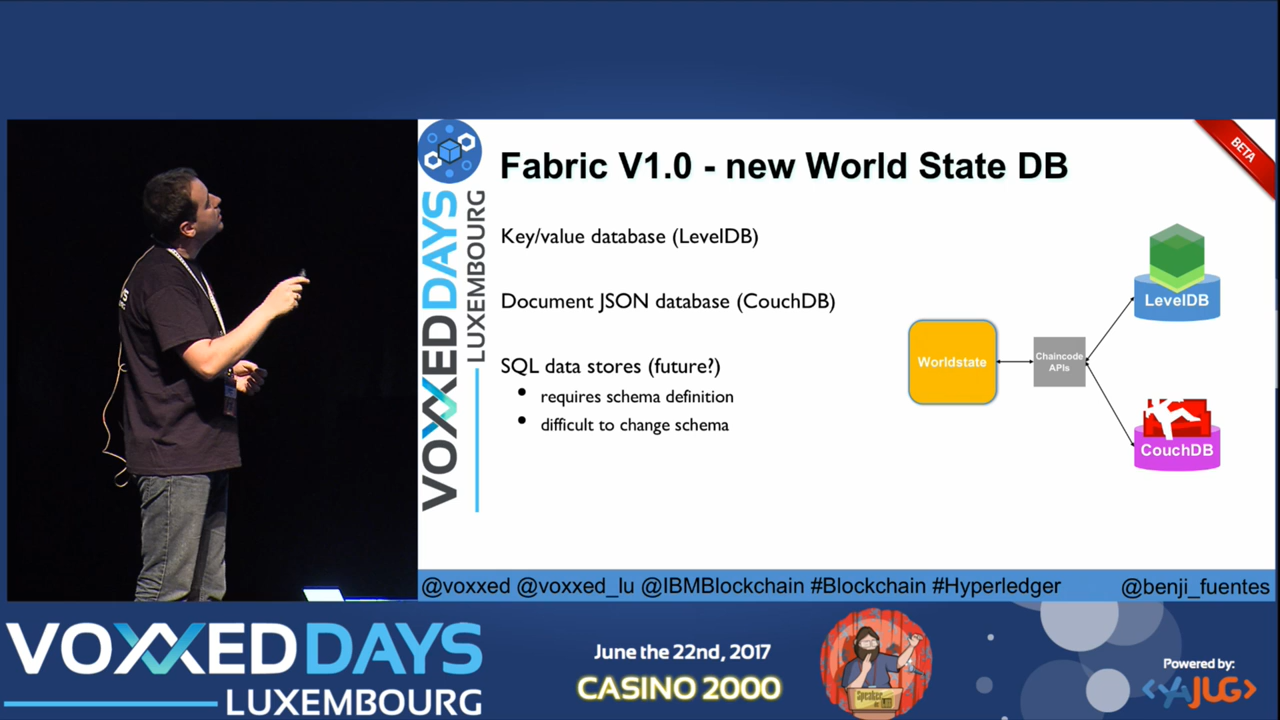 Fabric V1.0 - new World State DB
BETA
Key/value database (LevelDB)
Document JSON database (CouchDB)
SQL data stores (future?)
requires schema definition
difficult to change schema
Worldstate
Chaincode
APIs
LevelDB
CouchDB
VOXXED DAYS
LUXEMBOURG
@voxxed @voxxed_lu @IBMBlockchain #Blockchain #Hyperledger
@benji_fuentes
VOXXED DAYS
LUXEMBOURG
June the 22nd, 2017
CASINO 2000
Speaker
Powered by:
YAJUG